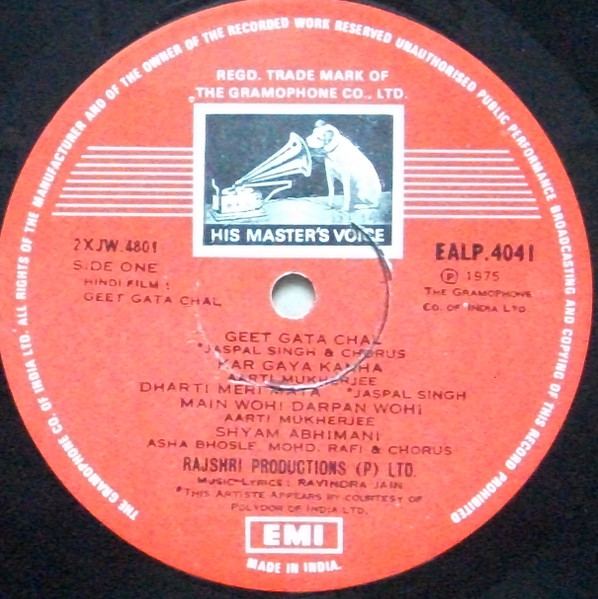 THE GRAMOPHONE CO. OF INDIA LTD. ALL RIGHTS OF THE MANUFACTURER AND OF THE OWNER OF THE RECORDED WORK RESERVED UNAUTHORISED PUBLIC PERFORMANCE BROADCASTING AND COPYING OF THIS RECORD PROHIBITED
REGD. TRADE MARK OF
THE GRAMOPHONE CO., LTD.
HIS MASTER'S VOICE
2XJW.4801
SIDE ONE
HINDI FILM :
GEET GATA CHAL
EALP.4041
Ⓟ 1975
THE GRAMOPHONE
CO. OF INDIA LTD.
GEET GATA CHAL
*JASPAL SINGH & CHORUS
KAR GAYA KANHA
AARTI MUKHERJEE
DHARTI MERI MATA *JASPAL SINGH
MAIN WOHI DARPAN WOHI
AARTI MUKHERJEE
SHYAM ABHIMANI
ASHA BHOSLE MOHD. RAFI & CHORUS
RAJSHRI PRODUCTIONS (P) LTD.
MUSIC-LYRICS : RAVINDRA JAIN
*THIS ARTISTE APPEARS BY COURTESY OF
POLYDOR OF INDIA LTD.
EMI
MADE IN INDIA.